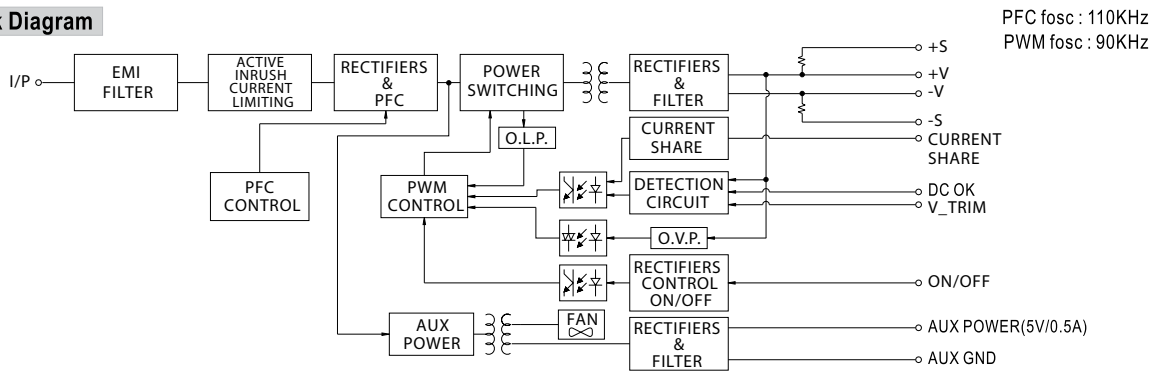 Diagram
PFC fosc : 110KHz
PWM fosc : 90KHz
I/P
EMI
FILTER
ACTIVE
INRUSH
CURRENT
LIMITING
RECTIFIERS
&
PFC
POWER
SWITCHING
RECTIFIERS
&
FILTER
+S
+V
-V
-S
CURRENT
SHARE
O.L.P.
CURRENT
SHARE
PFC
CONTROL
PWM
CONTROL
DETECTION
CIRCUIT
DC OK
V_TRIM
O.V.P.
RECTIFIERS
CONTROL
ON/OFF
ON/OFF
AUX
POWER
FAN
RECTIFIERS
&
FILTER
AUX POWER(5V/0.5A)
AUX GND